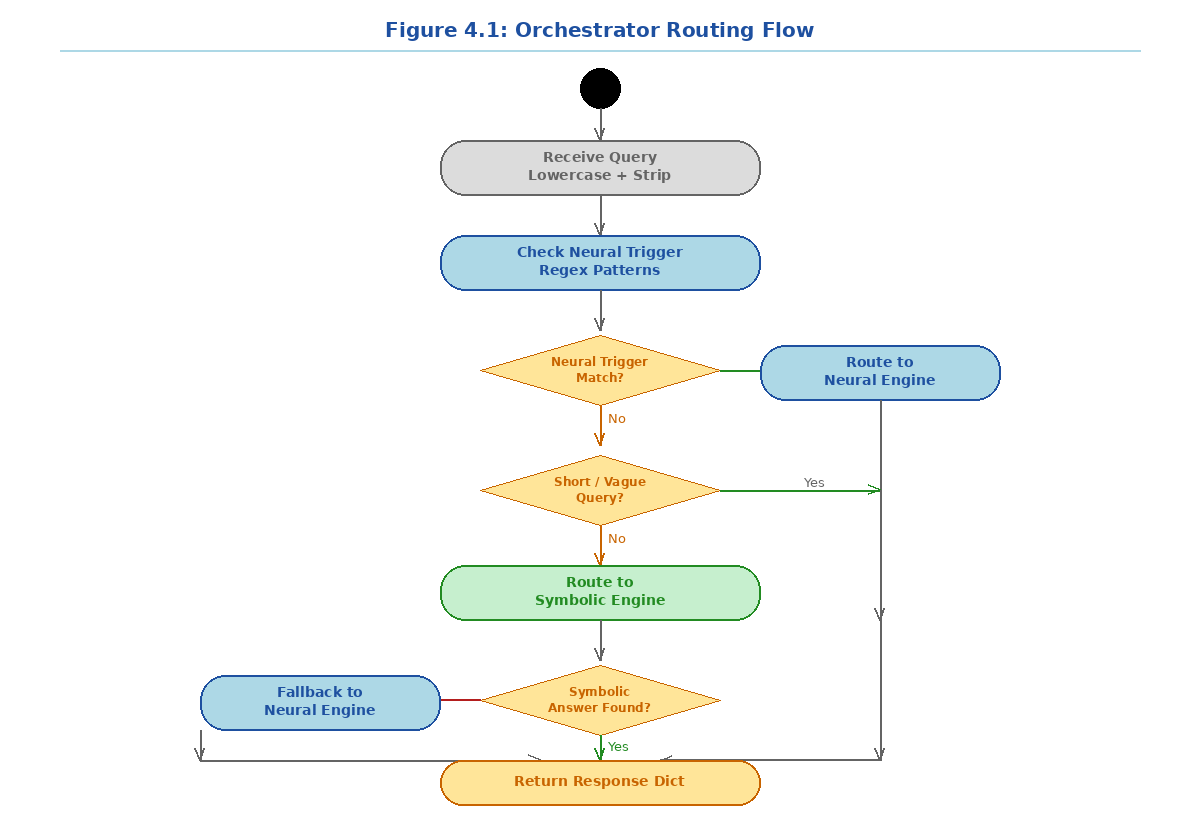 Figure 4.1: Orchestrator Routing Flow
Receive Query
Lowercase + Strip
Check Neural Trigger
Regex Patterns
Neural Trigger
Match?
Route to
Neural Engine
No
Short / Vague
Query?
Yes
No
Route to
Symbolic Engine
Fallback to
Neural Engine
Symbolic
Answer Found?
Yes
Return Response Dict